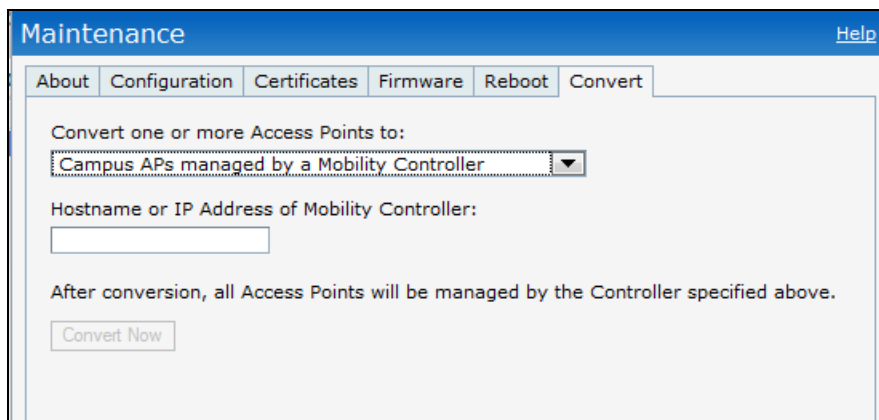 Maintenance Help
About Configuration Certificates Firmware Reboot Convert
Convert one or more Access Points to:
Campus APs managed by a Mobility Controller
Hostname or IP Address of Mobility Controller:
After conversion, all Access Points will be managed by the Controller specified above.
Convert Now